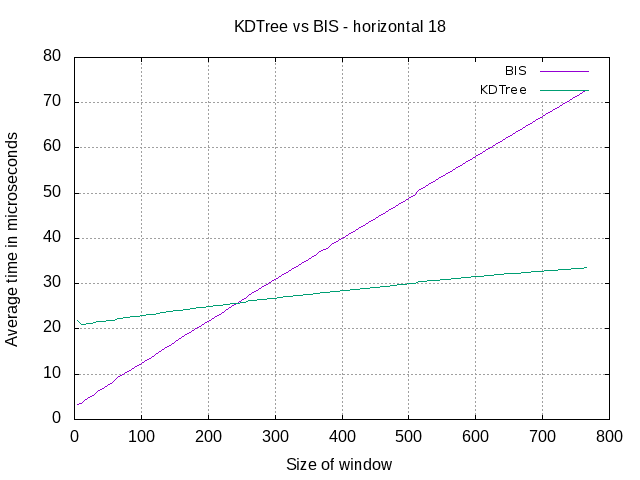 KDTree vs BIS - horizontal 18
80
70
60
50
40
30
20
10
0
Average time in microseconds
BIS
KDTree
0 100 200 300 400 500 600 700 800
Size of window